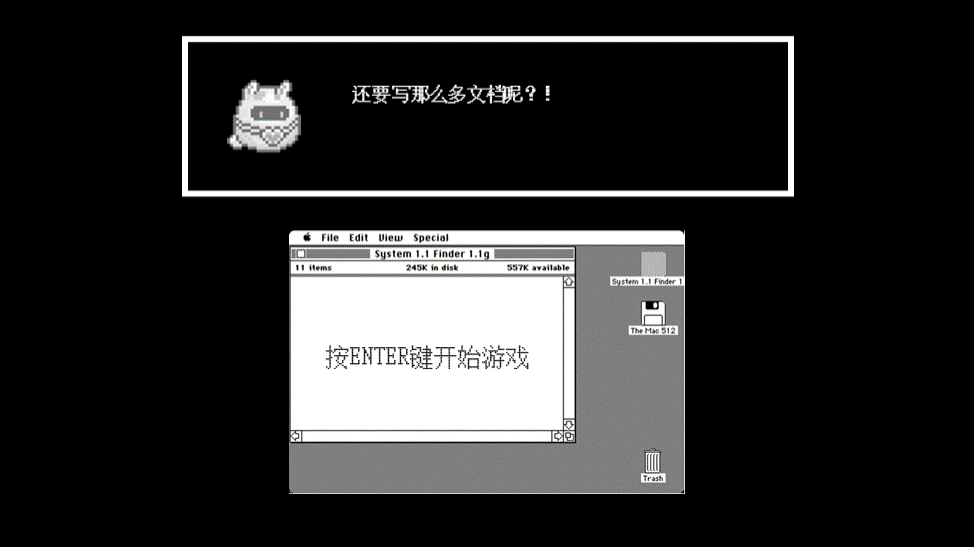 还要写那么多文档呢？！
File Edit View Special
System 1.1 Finder 1.1g
11 items 245K in disk 557K available
System 1.1 Finder 1
The Mac 512
按ENTER键开始游戏
Trash